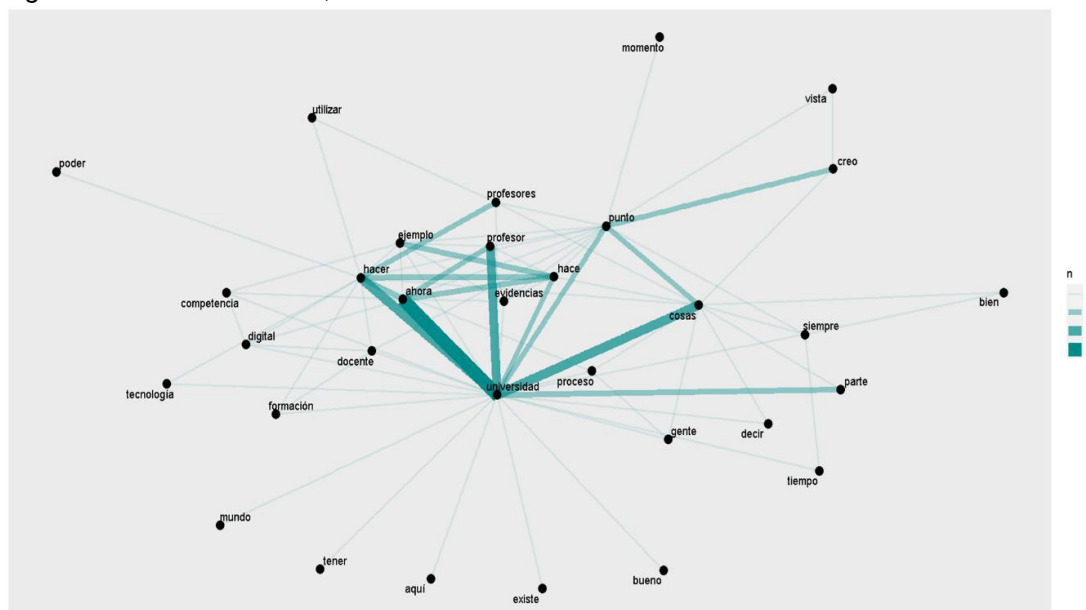 momento
vista
utilizar
creo
poder
profesores
punto
ejemplo
profesor
hacer
hace
n
ahora
evidencias
competencia
bien
cosas
siempre
digital
docente
universidad
proceso
parte
tecnología
formación
gente
decir
tiempo
mundo
tener
aquí
bueno
existe